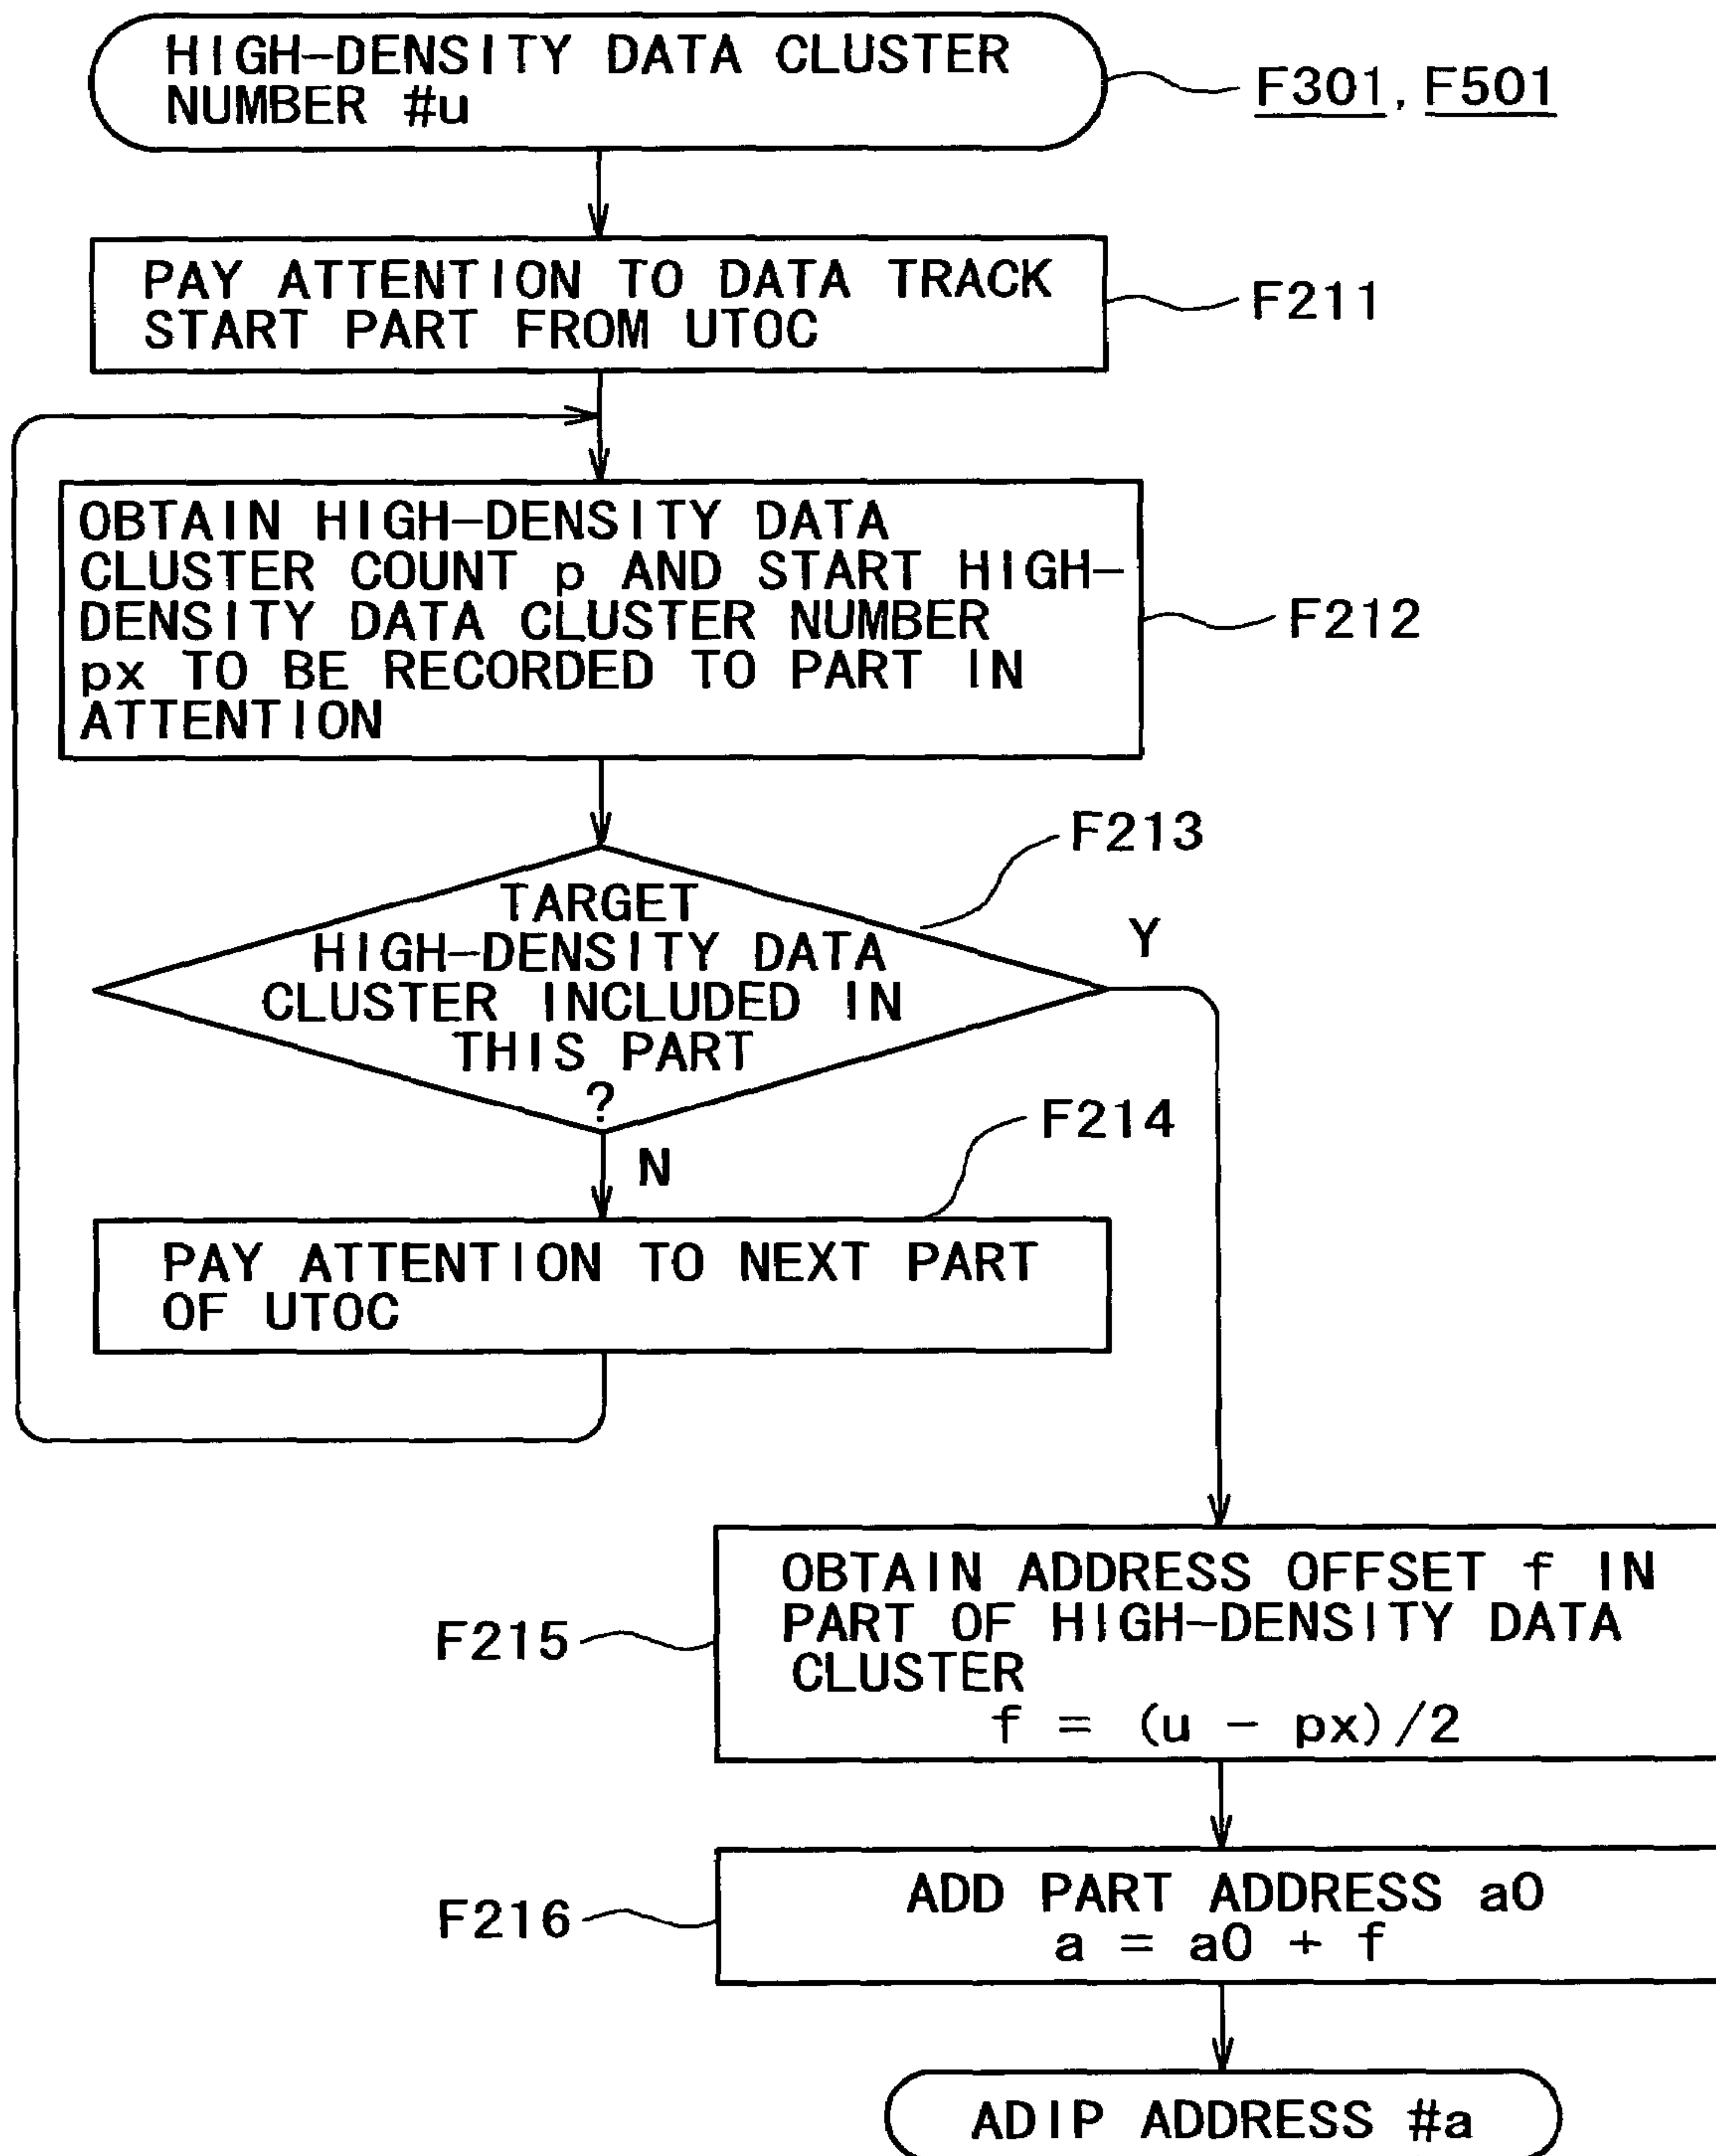 HIGH-DENSITY DATA CLUSTER
NUMBER #u
F301, F501
PAY ATTENTION TO DATA TRACK
START PART FROM UTOC
F211
OBTAIN HIGH-DENSITY DATA
CLUSTER COUNT p AND START HIGH-
DENSITY DATA CLUSTER NUMBER
px TO BE RECORDED TO PART IN
ATTENTION
F212
F213
TARGET
HIGH-DENSITY DATA
CLUSTER INCLUDED IN
THIS PART
?
Y
N
F214
PAY ATTENTION TO NEXT PART
OF UTOC
OBTAIN ADDRESS OFFSET f IN
PART OF HIGH-DENSITY DATA
CLUSTER
f = (u - px)/2
F215
ADD PART ADDRESS a0
a = a0 + f
F216
ADIP ADDRESS #a